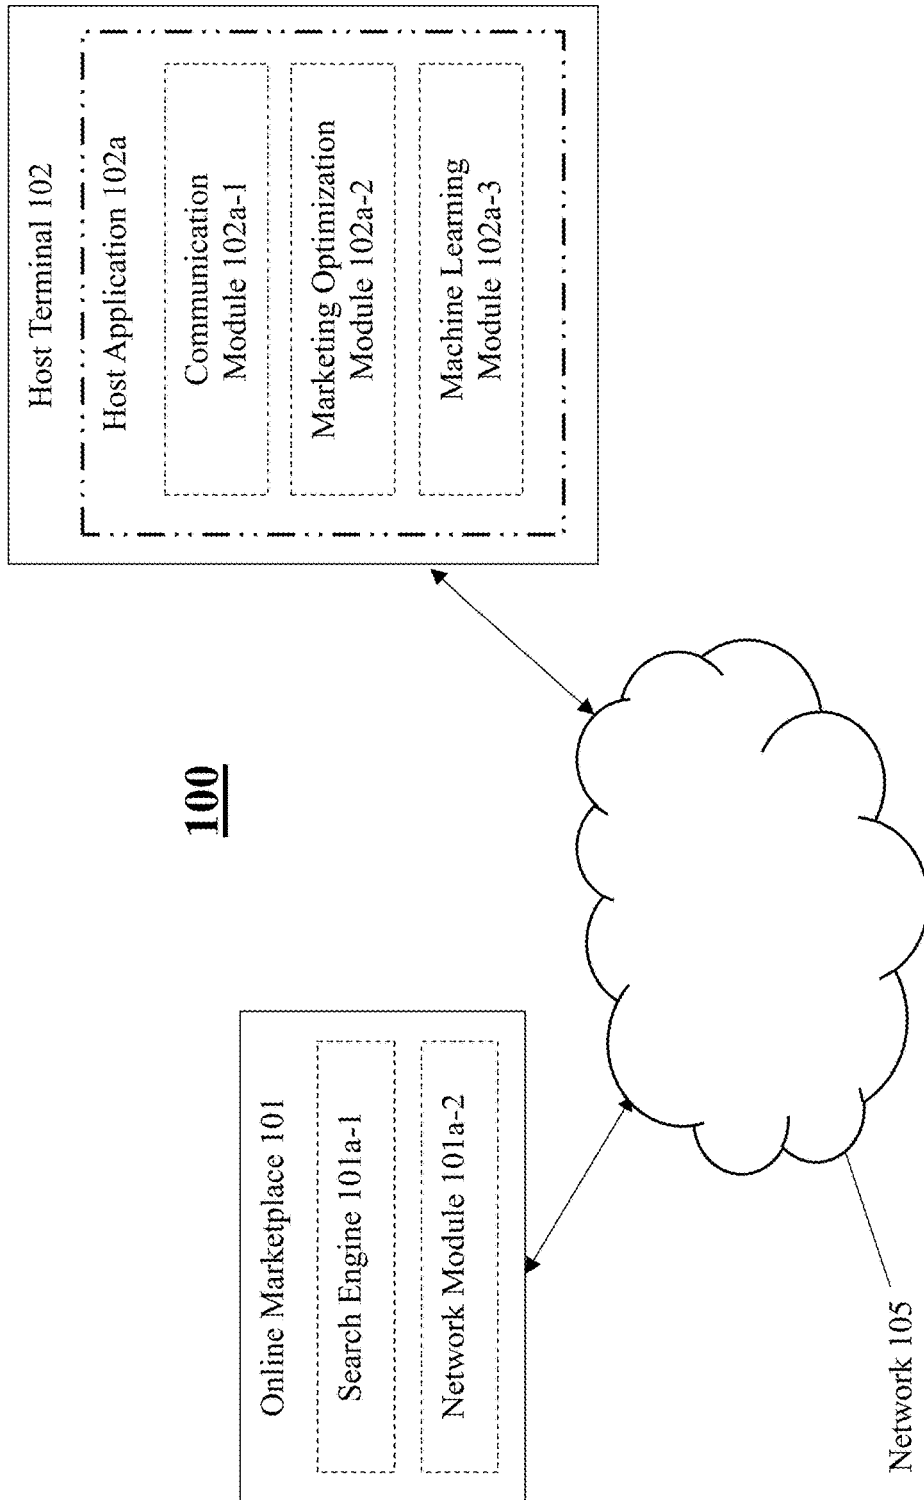 100
Online Marketplace 101
Search Engine 101a-1
Network Module 101a-2
Host Terminal 102
Host Application 102a
Communication
Module 102a-1
Marketing Optimization
Module 102a-2
Machine Learning
Module 102a-3
Network 105